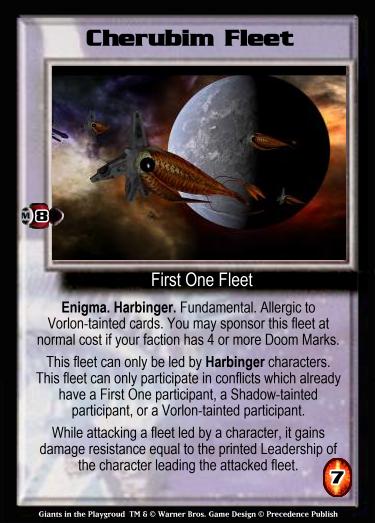 Cherubim Fleet
M 8
First One Fleet
Enigma. Harbinger. Fundamental. Allergic to
Vorlon-tainted cards. You may sponsor this fleet at
normal cost if your faction has 4 or more Doom Marks.
This fleet can only be led by Harbinger characters.
This fleet can only participate in conflicts which already
have a First One participant, a Shadow-tainted
participant, or a Vorlon-tainted participant.
While attacking a fleet led by a character, it gains
damage resistance equal to the printed Leadership of
the character leading the attacked fleet.
7
Giants in the Playgroud TM & © Warner Bros. Game Design © Precedence Publish